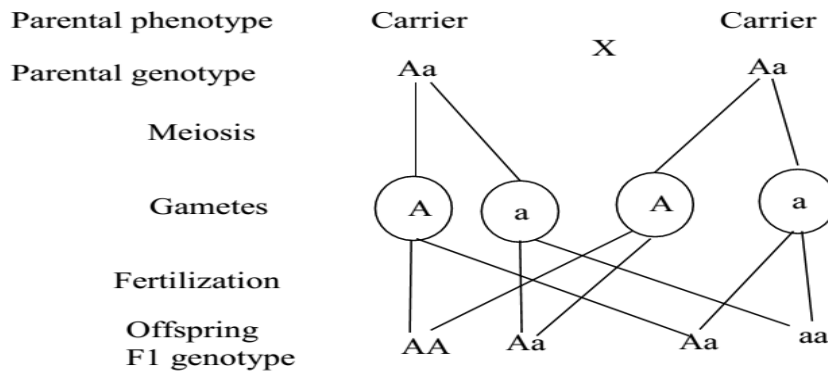 Parental phenotype Carrier Carrier
X
Parental genotype Aa Aa
Meiosis
Gametes A a A a
Fertilization
Offspring
F1 genotype AA Aa Aa aa